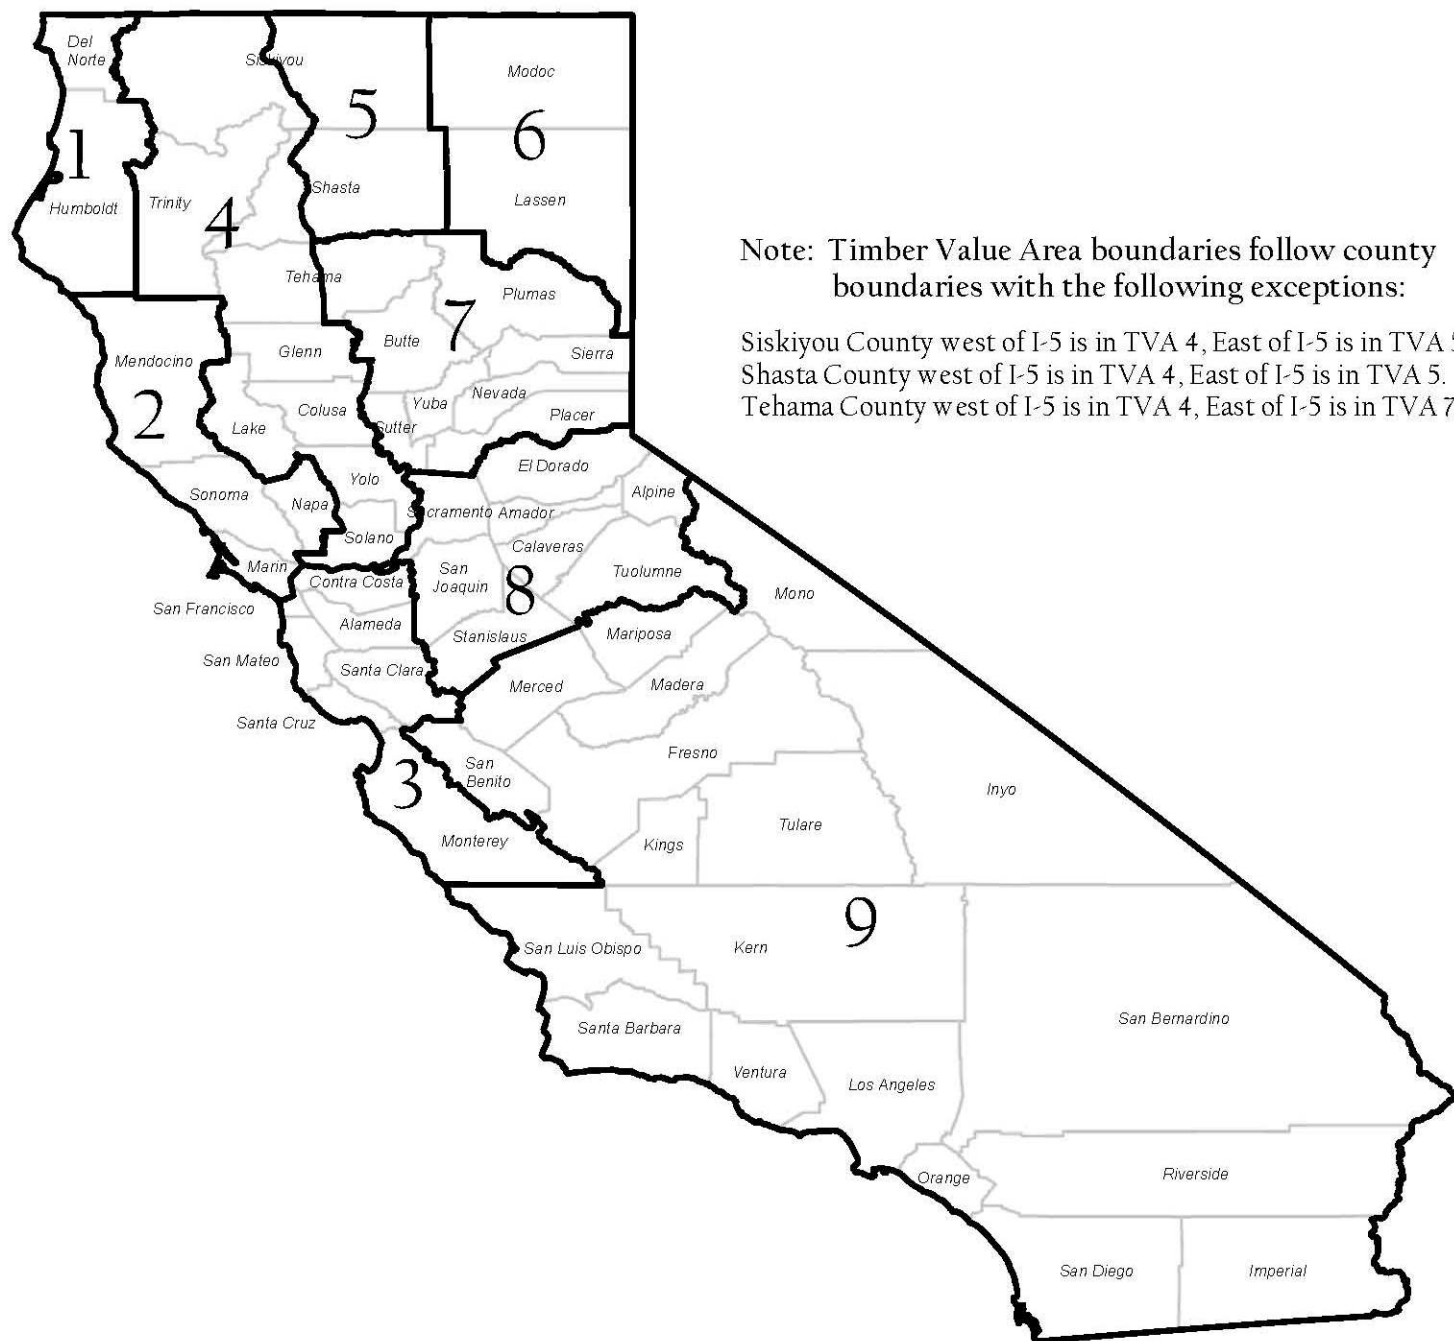 Del
Norte
Siskiyou
Modoc
5
6
1
Shasta
Lassen
Humboldt
Trinity
4
Note: Timber Value Area boundaries follow county
boundaries with the following exceptions:
Siskiyou County west of I-5 is in TVA 4, East of I-5 is in TVA 5
Shasta County west of I-5 is in TVA 4, East of I-5 is in TVA 5.
Tehama County west of I-5 is in TVA 4, East of I-5 is in TVA 7
Tehama
Plumas
7
Mendocino
Glenn
Butte
Sierra
2
Lake
Colusa
Sutter
Yuba
Nevada
Placer
Sonoma
Napa
Yolo
El Dorado
Alpine
Solano
Sacramento
Amador
Calaveras
Marin
Contra Costa
San
Joaquin
8
Tuolumne
Mono
San Francisco
Alameda
Stanislaus
Mariposa
San Mateo
Santa Clara
Merced
Madera
Santa Cruz
3
San
Benito
Fresno
Inyo
Monterey
Kings
Tulare
9
San Luis Obispo
Kern
Santa Barbara
San Bernardino
Ventura
Los Angeles
Orange
Riverside
San Diego
Imperial